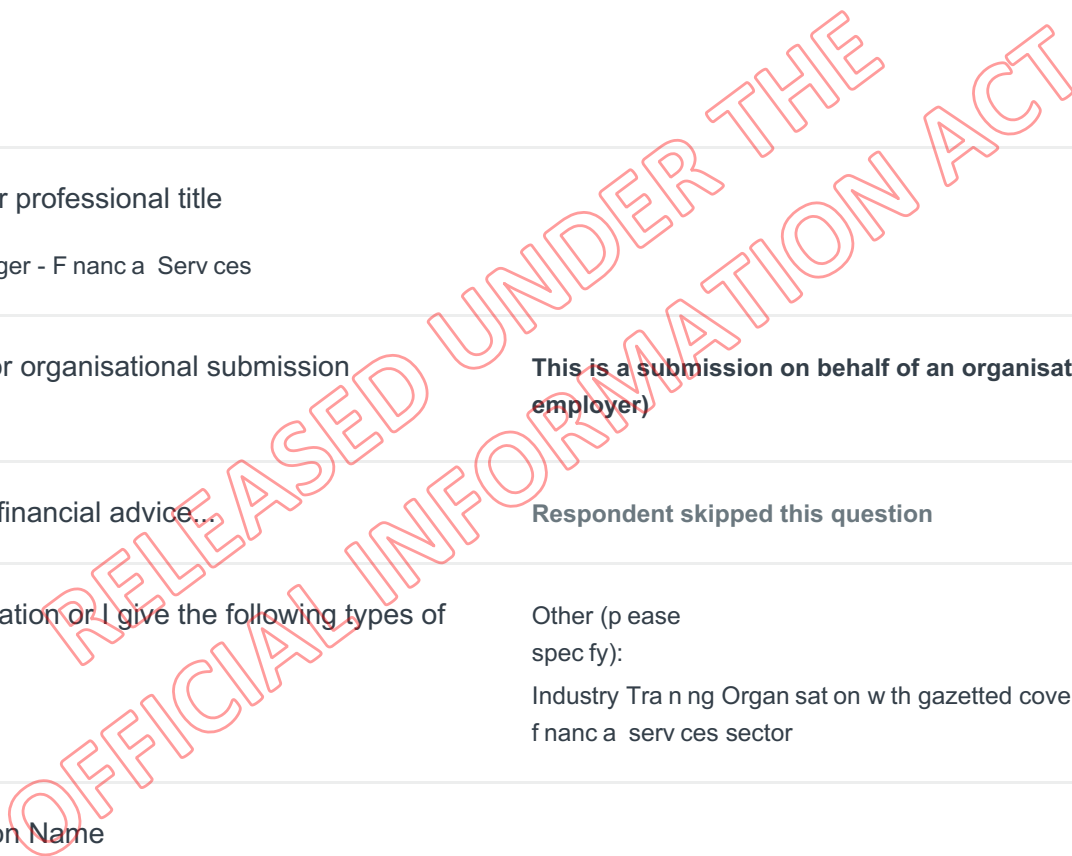 r professional title
ger - F nanc a Serv ces
or organisational submission
This is a submission on behalf of an organisat
employer)
financial advice...
Respondent skipped this question
ation or I give the following types of
Other (p ease
spec fy):
Industry Tra n ng Organ sat on w th gazetted cove
f nanc a serv ces sector
on Name
RELEASED UNDER THE
OFFICIAL INFORMATION ACT